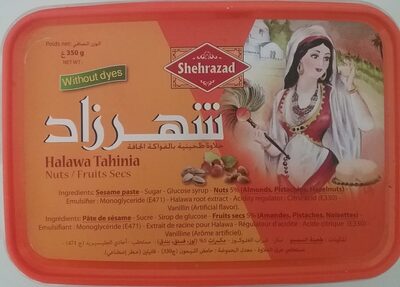 Poids net: الوزن الصافي
350 g غ
NET WT.
Shehrazad
Without dyes
شهرزاد
حلاوة طحينية بالفواكة الجافة
Halawa Tahinia
Nuts / Fruits Secs
Ingredients: Sesame paste - Sugar - Glucose syrup - Nuts 5% (Almonds, Pistachios, Hazelnuts)
Emulsifier : Monoglyceride (E471) - Halawa root extract - Acidity regulator : Citric acid (E330)
Vanillin (Artificial flavor).
Ingrédients : Pâte de sésame - Sucre - Sirop de glucose - Fruits secs 5% (Amandes, Pistaches, Noisettes) -
Emulsifiant : Monoglyceride (E471) - Extrait de racine pour Halawa - Régulateur d'acidité : Acide citrique (E330)-
Vanilline (Arôme artificiel).